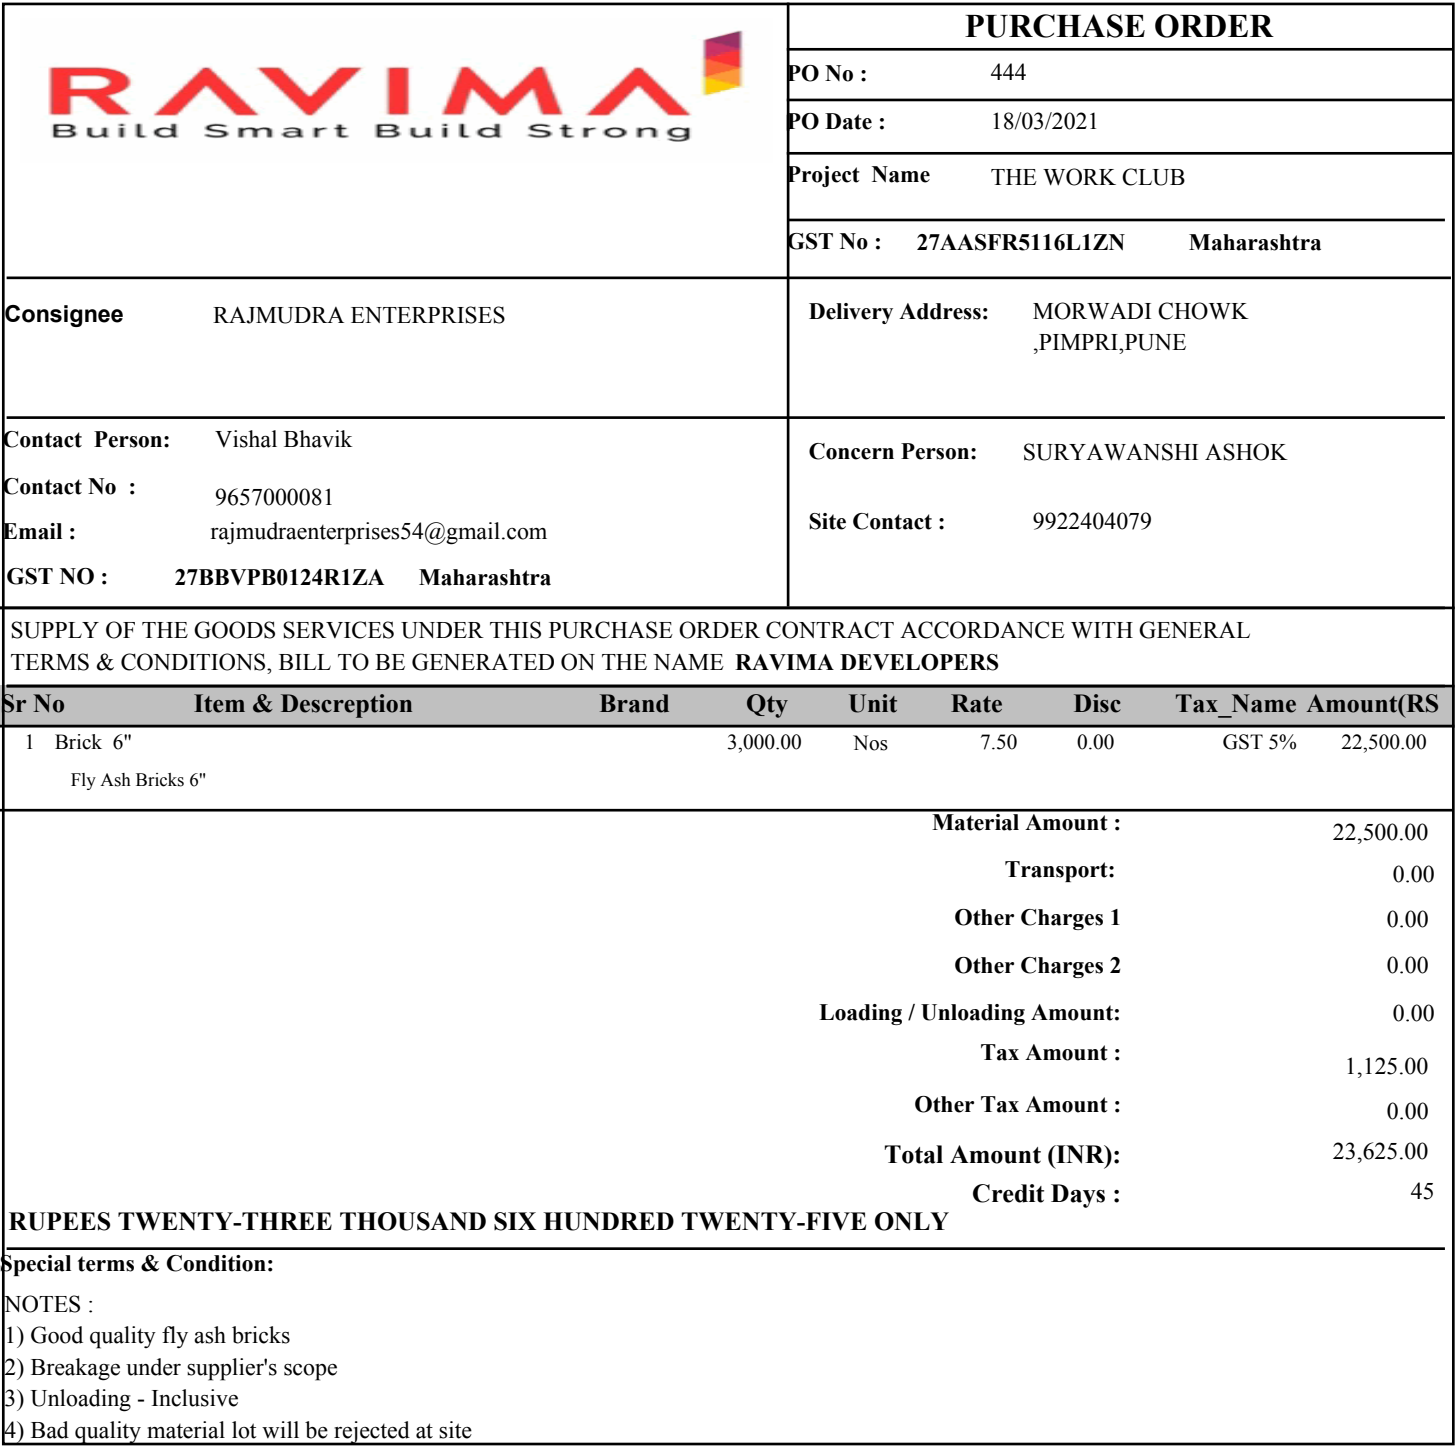 RAVIMA
Build Smart Build Strong
PURCHASE ORDER
PO No : 444
PO Date : 18/03/2021
Project Name THE WORK CLUB
GST No : 27AASFR5116L1ZN Maharashtra
Consignee RAJMUDRA ENTERPRISES
Delivery Address: MORWADI CHOWK
,PIMPRI,PUNE
Contact Person: Vishal Bhavik
Contact No : 9657000081
Email : rajmudraenterprises54@gmail.com
GST NO : 27BBVPB0124R1ZA Maharashtra
Concern Person: SURYAWANSHI ASHOK
Site Contact : 9922404079
SUPPLY OF THE GOODS SERVICES UNDER THIS PURCHASE ORDER CONTRACT ACCORDANCE WITH GENERAL
TERMS & CONDITIONS, BILL TO BE GENERATED ON THE NAME RAVIMA DEVELOPERS
Sr No Item & Descreption Brand Qty Unit Rate Disc Tax_Name Amount(RS
1 Brick 6" 3,000.00 Nos 7.50 0.00 GST 5% 22,500.00
Fly Ash Bricks 6"
Material Amount : 22,500.00
Transport: 0.00
Other Charges 1 0.00
Other Charges 2 0.00
Loading / Unloading Amount: 0.00
Tax Amount : 1,125.00
Other Tax Amount : 0.00
Total Amount (INR): 23,625.00
Credit Days : 45
RUPEES TWENTY-THREE THOUSAND SIX HUNDRED TWENTY-FIVE ONLY
Special terms & Condition:
NOTES :
1) Good quality fly ash bricks
2) Breakage under supplier's scope
3) Unloading - Inclusive
4) Bad quality material lot will be rejected at site